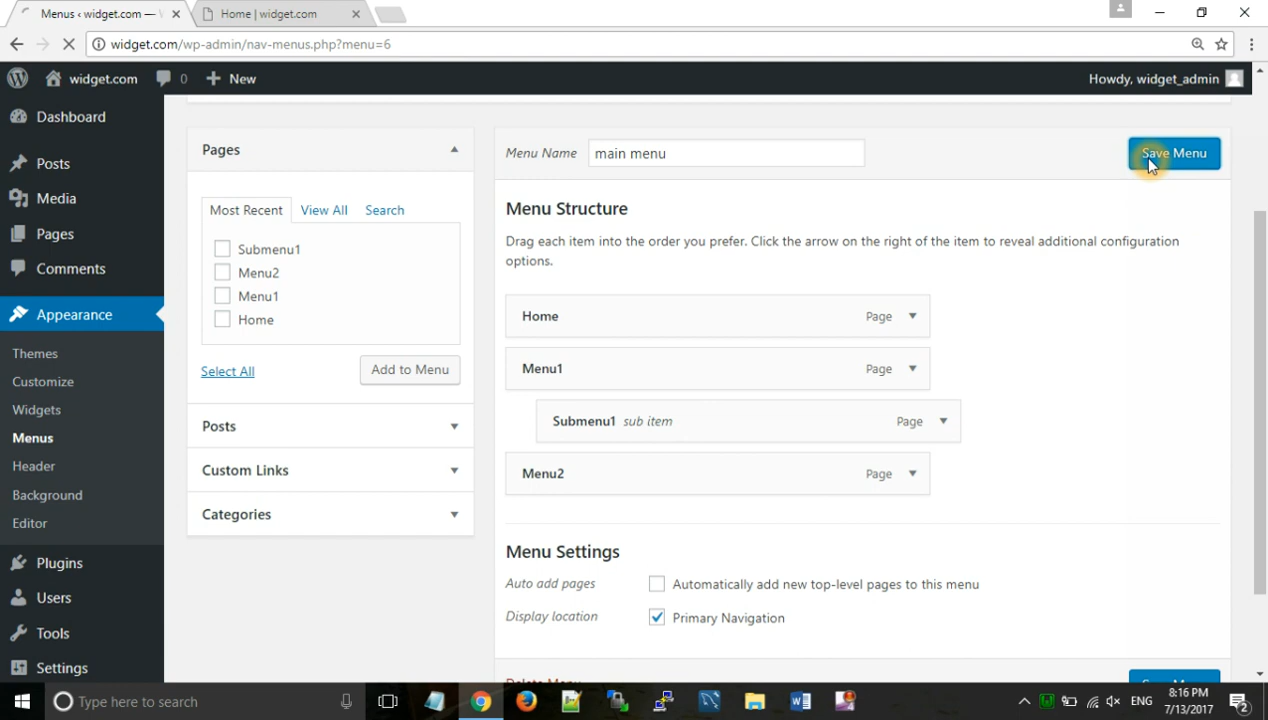 Menus ‹ widget.com —
Home | widget.com
widget.com/wp-admin/nav-menus.php?menu=6
widget.com
0
New
Howdy, widget_admin
Dashboard
Posts
Media
Pages
Comments
Appearance
Themes
Customize
Widgets
Menus
Header
Background
Editor
Plugins
Users
Tools
Settings
Pages
Most Recent
View All
Search
Submenu1
Menu2
Menu1
Home
Select All
Add to Menu
Posts
Custom Links
Categories
Menu Name
main menu
Save Menu
Menu Structure
Drag each item into the order you prefer. Click the arrow on the right of the item to reveal additional configuration
options.
Home Page
Menu1 Page
Submenu1 sub item Page
Menu2 Page
Menu Settings
Auto add pages
Automatically add new top-level pages to this menu
Display location
Primary Navigation
Type here to search
ENG
8:16 PM
7/13/2017
2